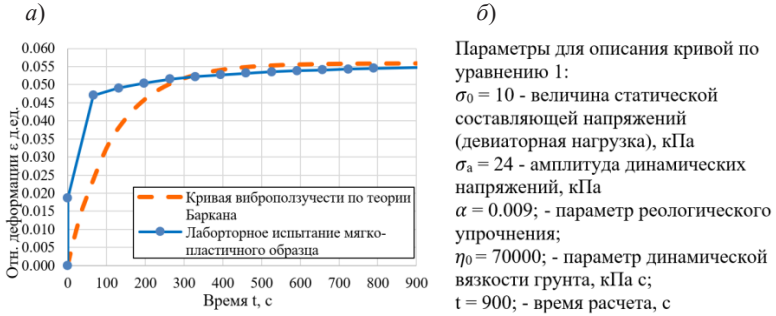 а)
0.060
0.055
0.050
0.045
0.040
0.035
0.030
0.025
0.020
0.015
0.010
0.005
0.000
Отн. деформации ε д.ед.
0 100 200 300 400 500 600 700 800 900
Время t, с
Кривая виброползучести по теории
Баркана
Лаборторное испытание мягко-
пластичного образца
б)
Параметры для описания кривой по
уравнению 1:
σ0 = 10 - величина статической
составляющей напряжений
(девиаторная нагрузка), кПа
σа = 24 - амплитуда динамических
напряжений, кПа
α = 0.009; - параметр реологического
упрочнения;
η0 = 70000; - параметр динамической
вязкости грунта, кПа с;
t = 900; - время расчета, с